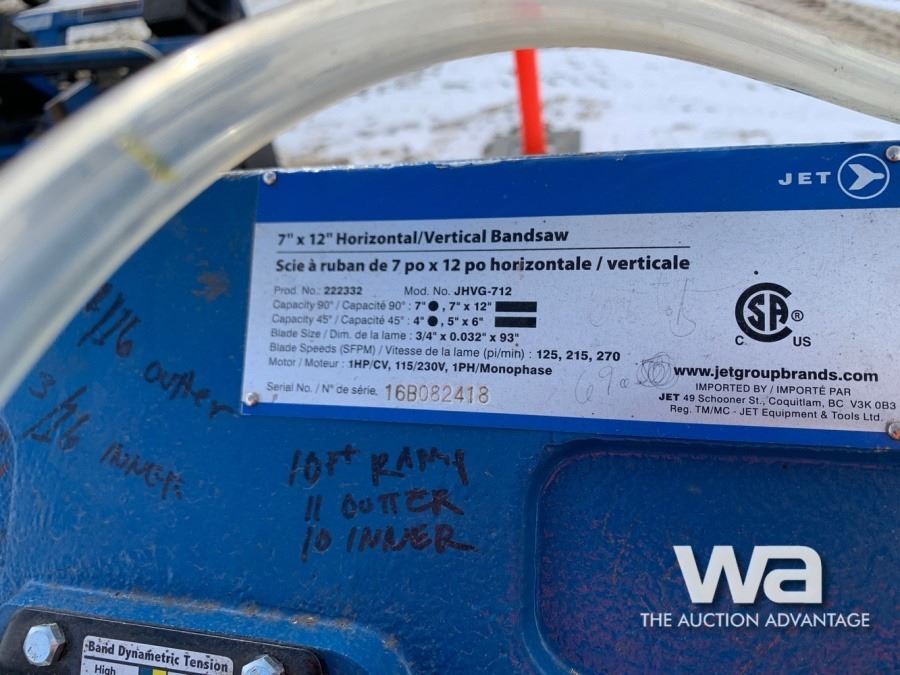 JET
7" x 12" Horizontal/Vertical Bandsaw
Scie à ruban de 7 po x 12 po horizontale / verticale
Prod. No.: 222332 Mod. No. JHVG-712
Capacity 90° / Capacité 90° : 7" ●, 7" x 12"
Capacity 45° / Capacité 45° : 4" ●, 5" x 6"
Blade Size / Dim. de la lame : 3/4" x 0.032" x 93"
Blade Speeds (SFPM) / Vitesse de la lame (pi/min) : 125, 215, 270
Motor / Moteur : 1HP/CV, 115/230V, 1PH/Monophase
Serial No. / N° de série. 16B082418
CSA ®
C US
www.jetgroupbrands.com
IMPORTED BY / IMPORTÉ PAR
JET 49 Schooner St., Coquitlam, BC V3K 0B3
Reg. TM/MC - JET Equipment & Tools Ltd.
/16 outter
3/16 INNER
10ft RAMP
11 OUTTER
10 INNER
Band Dynametric Tension
High
wa
THE AUCTION ADVANTAGE